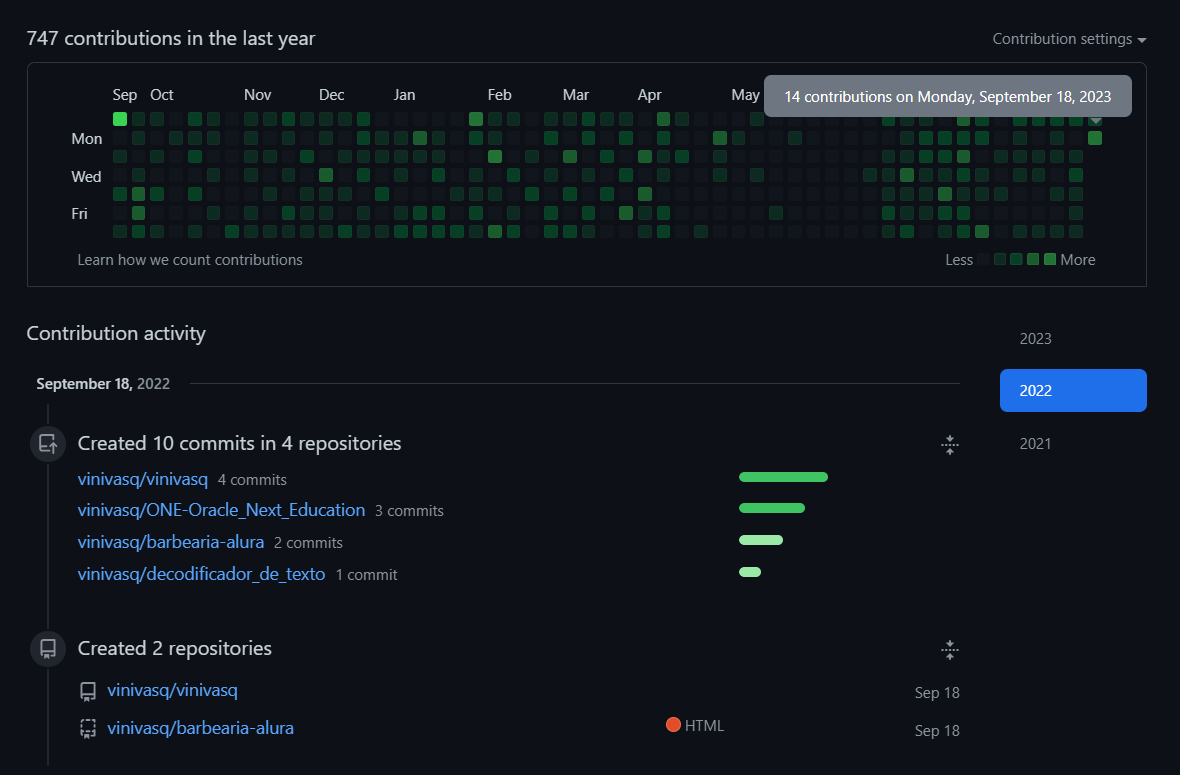 747 contributions in the last year
Contribution settings
Sep Oct Nov Dec Jan Feb Mar Apr May
14 contributions on Monday, September 18, 2023
Mon
Wed
Fri
Learn how we count contributions
Less More
Contribution activity
2023
September 18, 2022
2022
Created 10 commits in 4 repositories
2021
vinivasq/vinivasq 4 commits
vinivasq/ONE-Oracle_Next_Education 3 commits
vinivasq/barbearia-alura 2 commits
vinivasq/decodificador_de_texto 1 commit
Created 2 repositories
vinivasq/vinivasq Sep 18
vinivasq/barbearia-alura HTML Sep 18